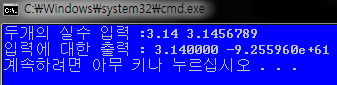 C:\Windows\system32\cmd.exe
두개의 실수 입력 :3.14 3.1456789
입력에 대한 출력 : 3.140000 -9.255960e+61
계속하려면 아무 키나 누르십시오 . . .